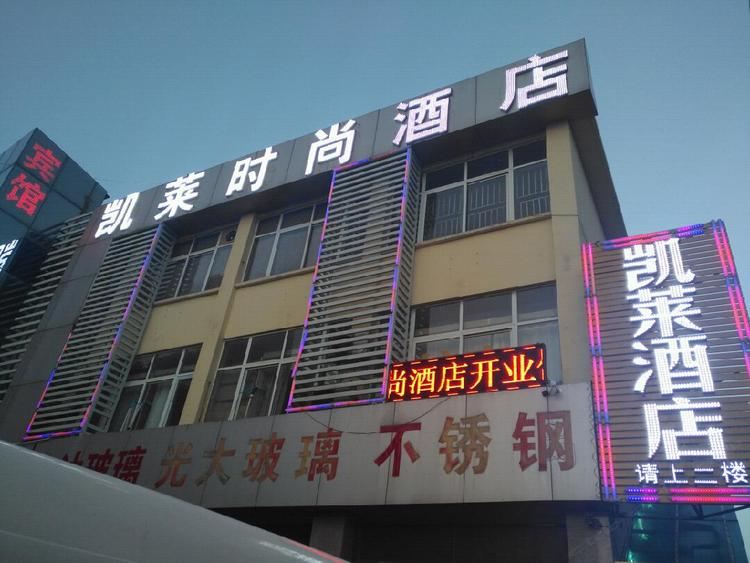 宾馆
凯莱时尚酒店
凯莱酒店
请上二楼
尚酒店开业
玻璃 光大玻璃 不锈钢